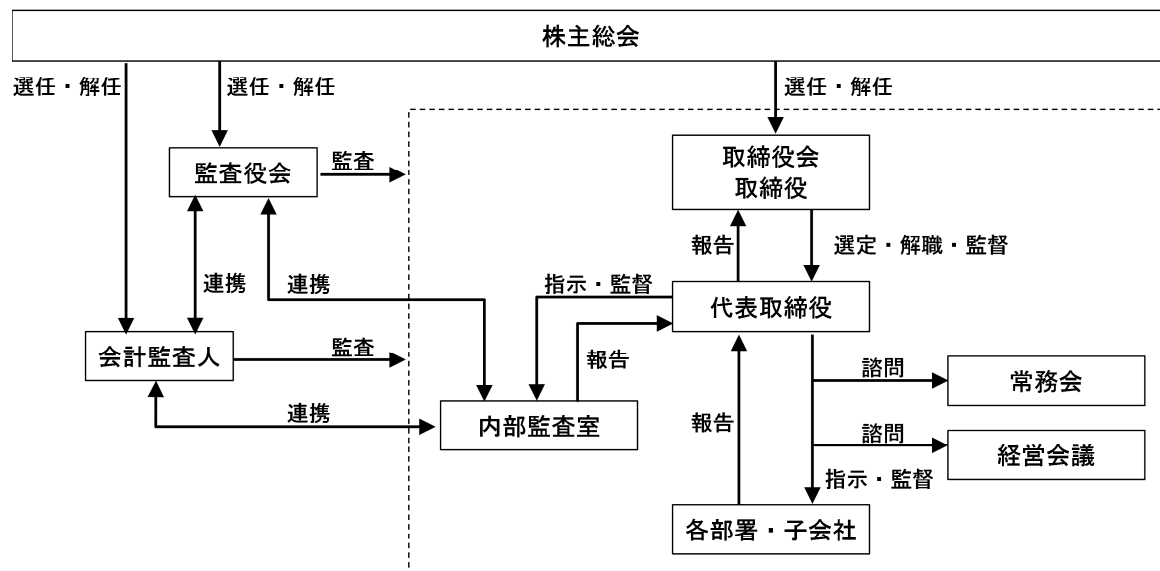 株主総会
選任・解任
選任・解任
選任・解任
監査役会
監査
取締役会
取締役
報告
選定・解職・監督
連携
連携
指示・監督
代表取締役
会計監査人
監査
報告
諮問
常務会
連携
内部監査室
報告
諮問
経営会議
指示・監督
各部署・子会社